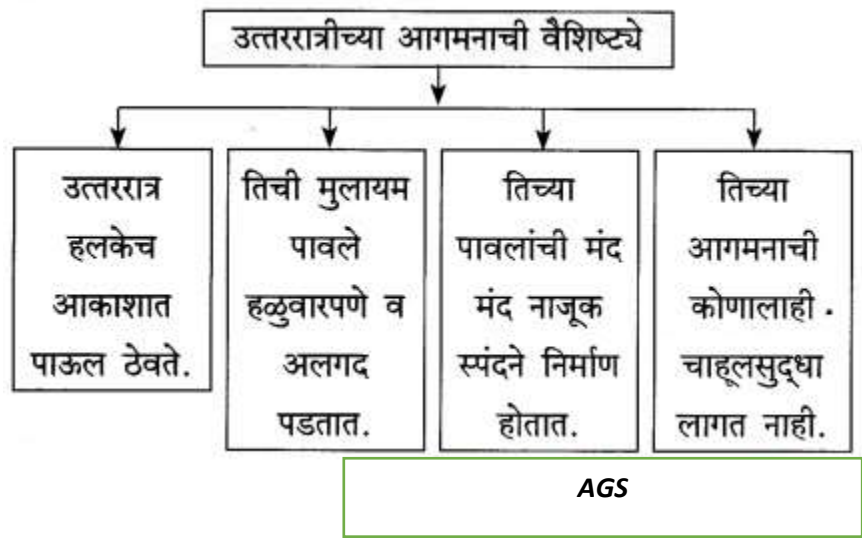 उत्तररात्रीच्या आगमनाची वैशिष्ट्ये
उत्तररात्र
हलकेच
आकाशात
पाऊल ठेवते.
तिची मुलायम
पावले
हळुवारपणे व
अलगद
पडतात.
तिच्या
पावलांची मंद
मंद नाजूक
स्पंदने निर्माण
होतात.
तिच्या
आगमनाची
कोणालाही .
चाहूलसुद्धा
लागत नाही.
AGS